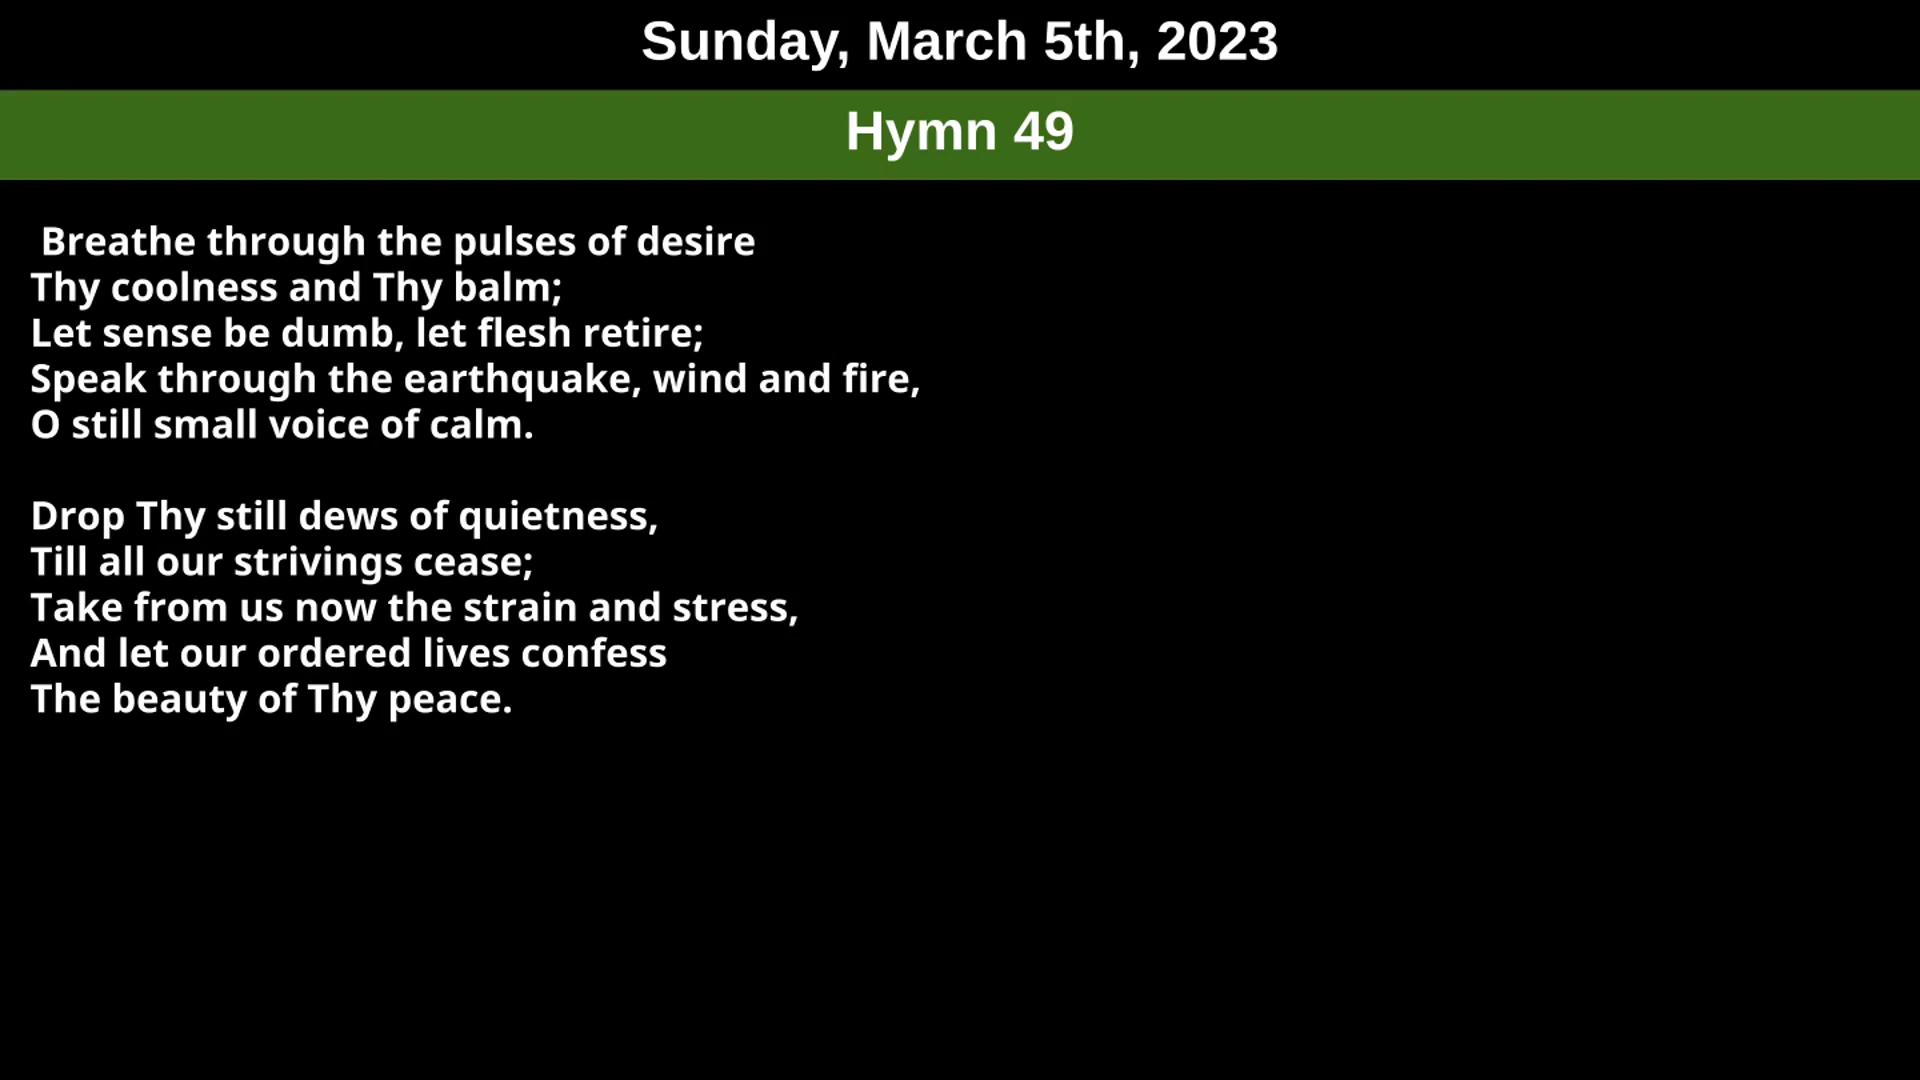 Sunday, March 5th, 2023
Hymn 49
Breathe through the pulses of desire
Thy coolness and Thy balm;
Let sense be dumb, let flesh retire;
Speak through the earthquake, wind and fire,
O still small voice of calm.
Drop Thy still dews of quietness,
Till all our strivings cease;
Take from us now the strain and stress,
And let our ordered lives confess
The beauty of Thy peace.